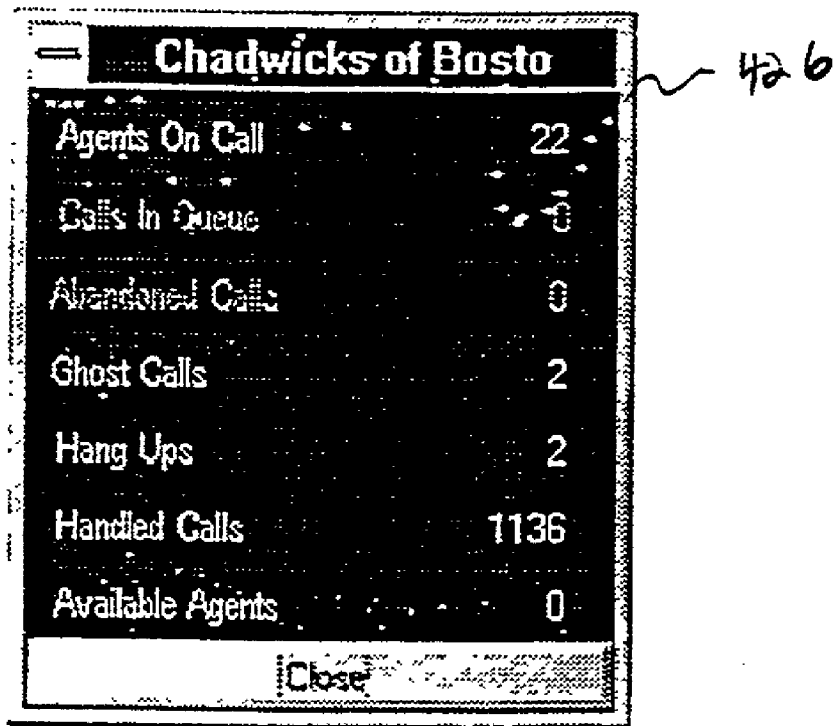 Chadwicks of Bosto
426
Agents On Call 22
Calls In Queue 0
Abandoned Calls 0
Ghost Calls 2
Hang Ups 2
Handled Calls 1136
Available Agents 0
Close